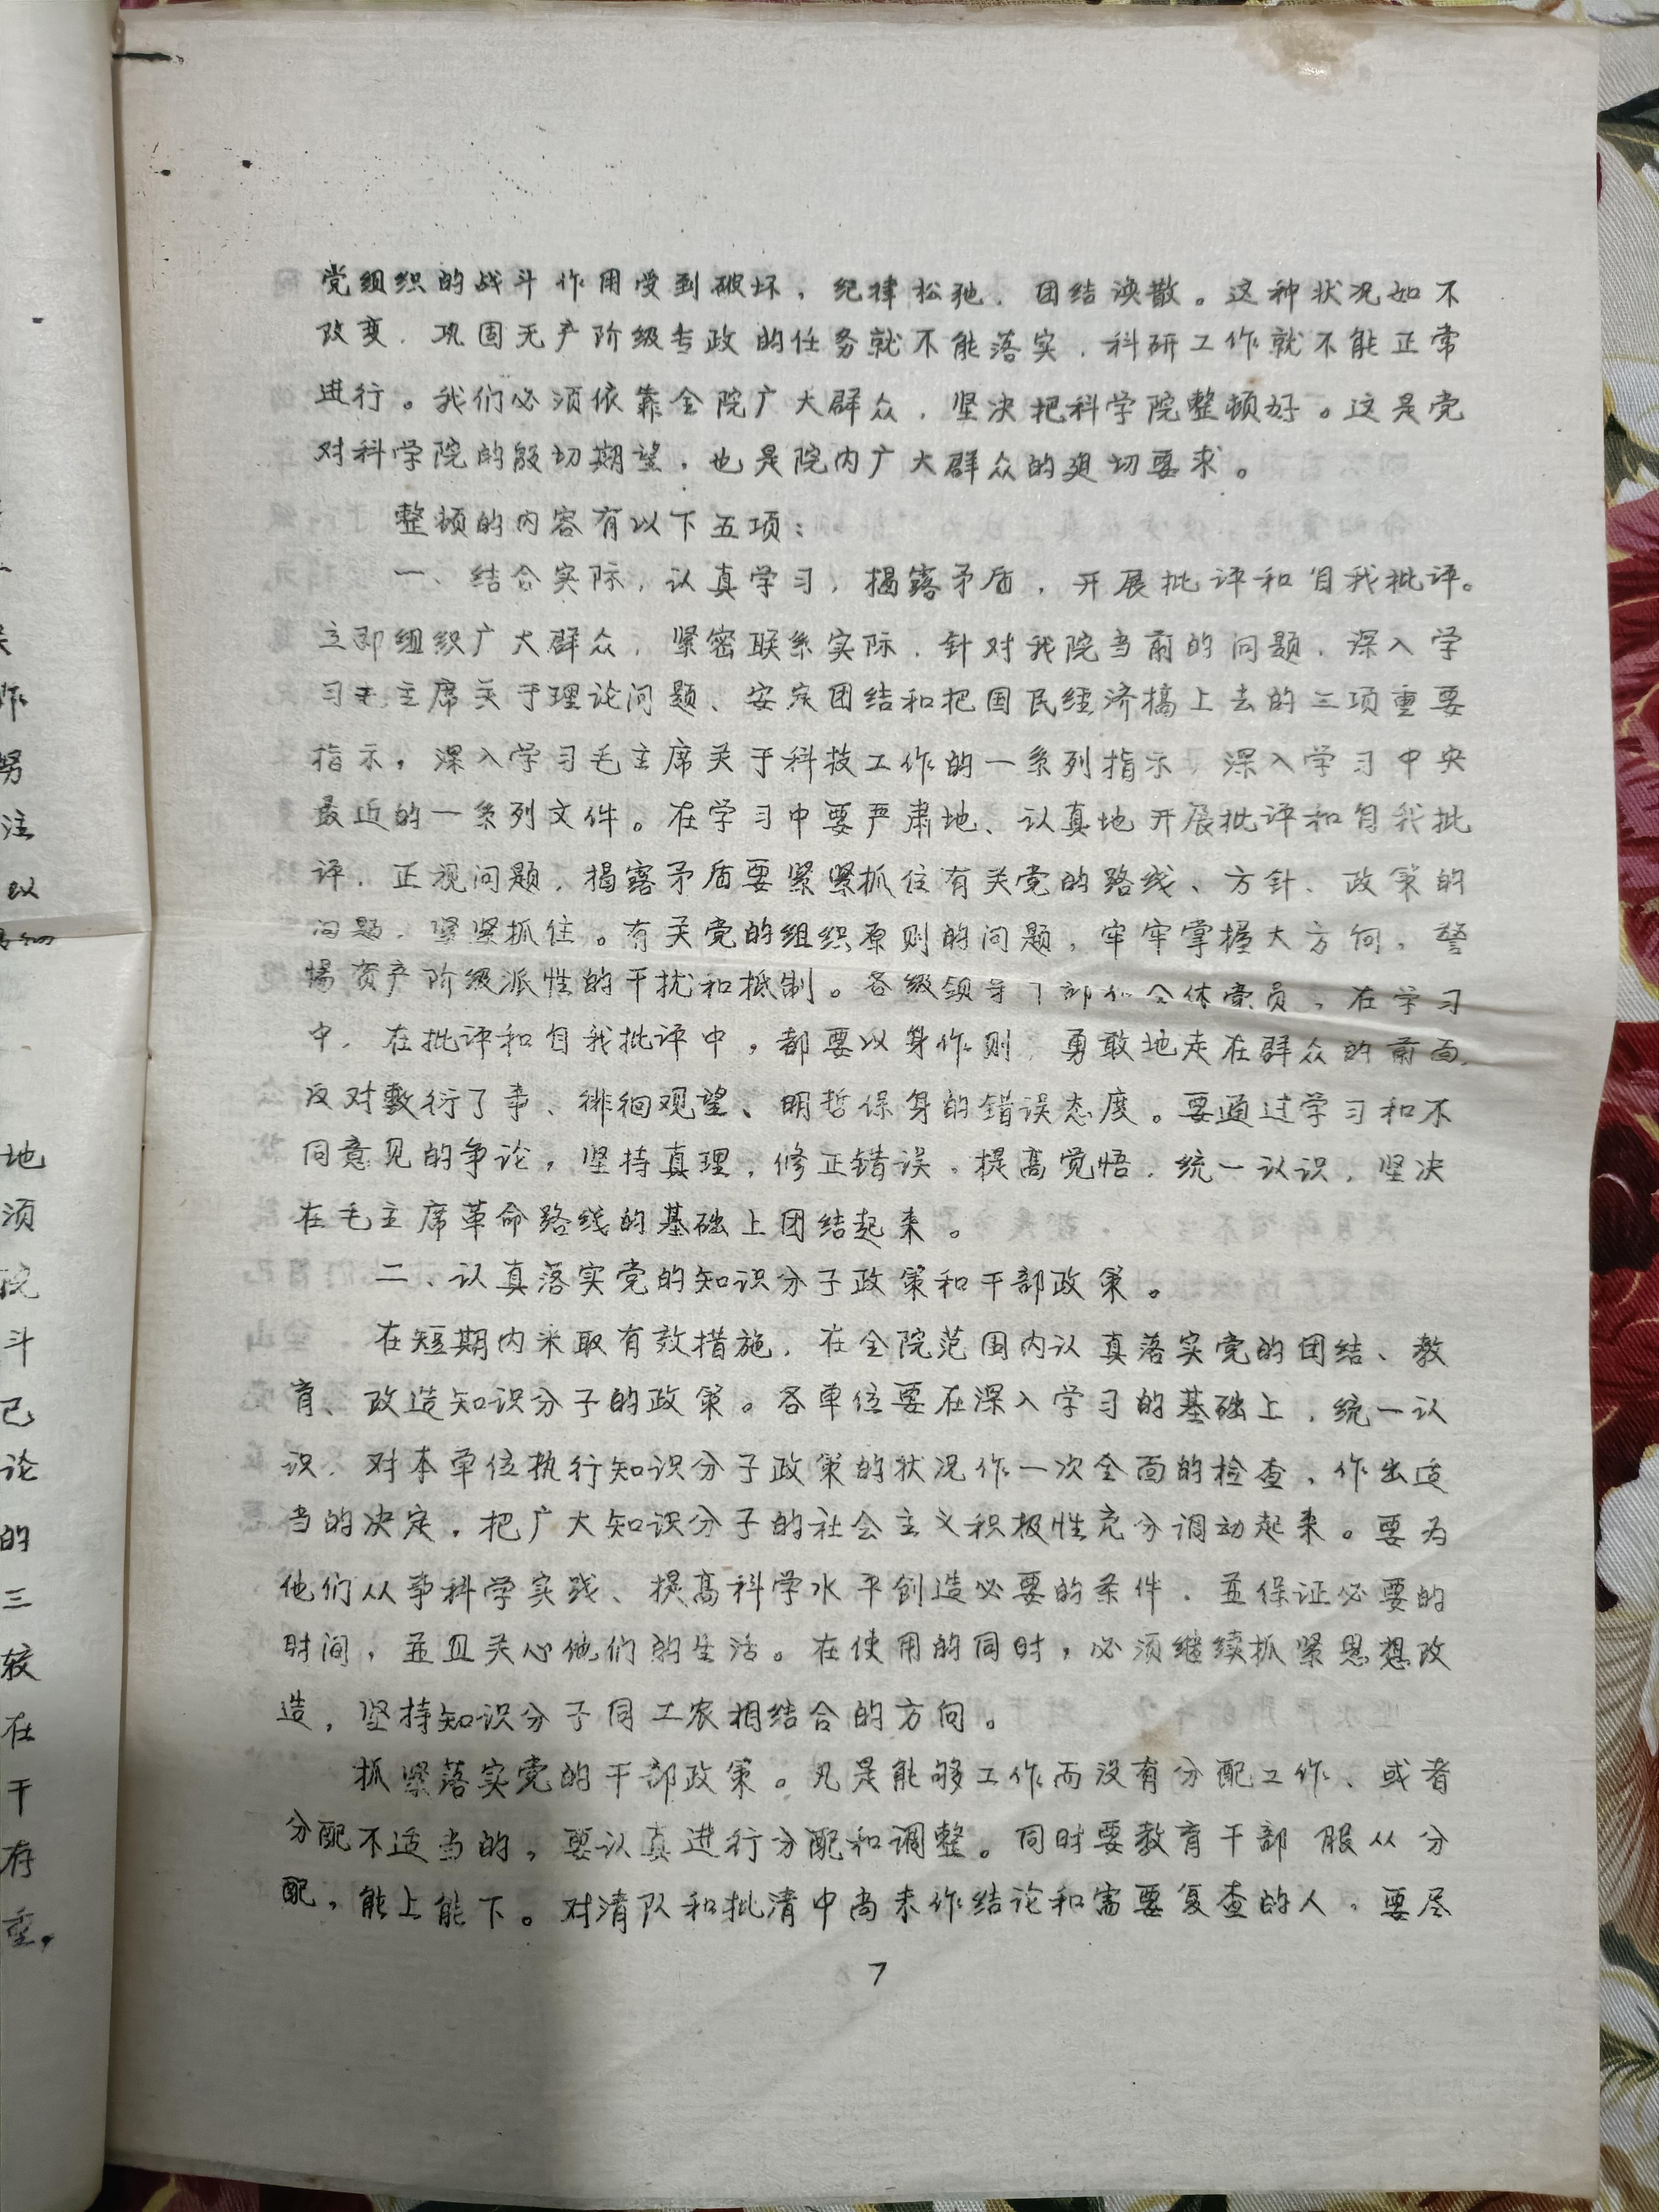 党组织的战斗作用受到破坏，纪律松弛，团结涣散。这种状况如不
改变，巩固无产阶级专政的任务就不能落实，科研工作就不能正常
进行。我们必须依靠全院广大群众，坚决把科学院整顿好。这是党
对科学院的殷切期望，也是院内广大群众的迫切要求。
整顿的内容有以下五项：
一、结合实际，认真学习，揭露矛盾，开展批评和自我批评。
立即组织广大群众，紧密联系实际，针对我院当前的问题，深入学
习毛主席关于理论问题、安定团结和把国民经济搞上去的三项重要
指示，深入学习毛主席关于科技工作的一系列指示，深入学习中央
最近的一系列文件。在学习中要严肃地、认真地开展批评和自我批
评，正视问题，揭露矛盾要紧紧抓住有关党的路线、方针、政策的
问题，紧紧抓住。有关党的组织原则的问题，牢牢掌握大方向，警
惕资产阶级派性的干扰和抵制。各级领导干部和全体党员，在学习
中，在批评和自我批评中，都要以身作则，勇敢地走在群众的前面，
反对敷衍了事、徘徊观望、明哲保身的错误态度。要通过学习和不
同意见的争论，坚持真理，修正错误，提高觉悟，统一认识，坚决
在毛主席革命路线的基础上团结起来。
二、认真落实党的知识分子政策和干部政策。
在短期内采取有效措施，在全院范围内认真落实党的团结、教
育、改造知识分子的政策。各单位要在深入学习的基础上，统一认
识，对本单位执行知识分子政策的状况作一次全面的检查，作出适
当的决定，把广大知识分子的社会主义积极性充分调动起来。要为
他们从事科学实践、提高科学水平创造必要的条件，并保证必要的
时间，并且关心他们的生活。在使用的同时，必须继续抓紧思想改
造，坚持知识分子同工农相结合的方向。
抓紧落实党的干部政策。凡是能够工作而没有分配工作、或者
分配不适当的，要认真进行分配和调整。同时要教育干部服从分
配，能上能下。对清队和批清中尚未作结论和需要复查的人，要尽
7